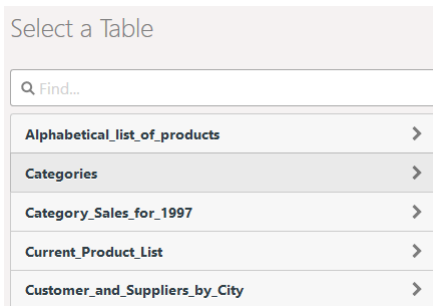 Select a Table
Find...
Alphabetical_list_of_products
Categories
Category_Sales_for_1997
Current_Product_List
Customer_and_Suppliers_by_City